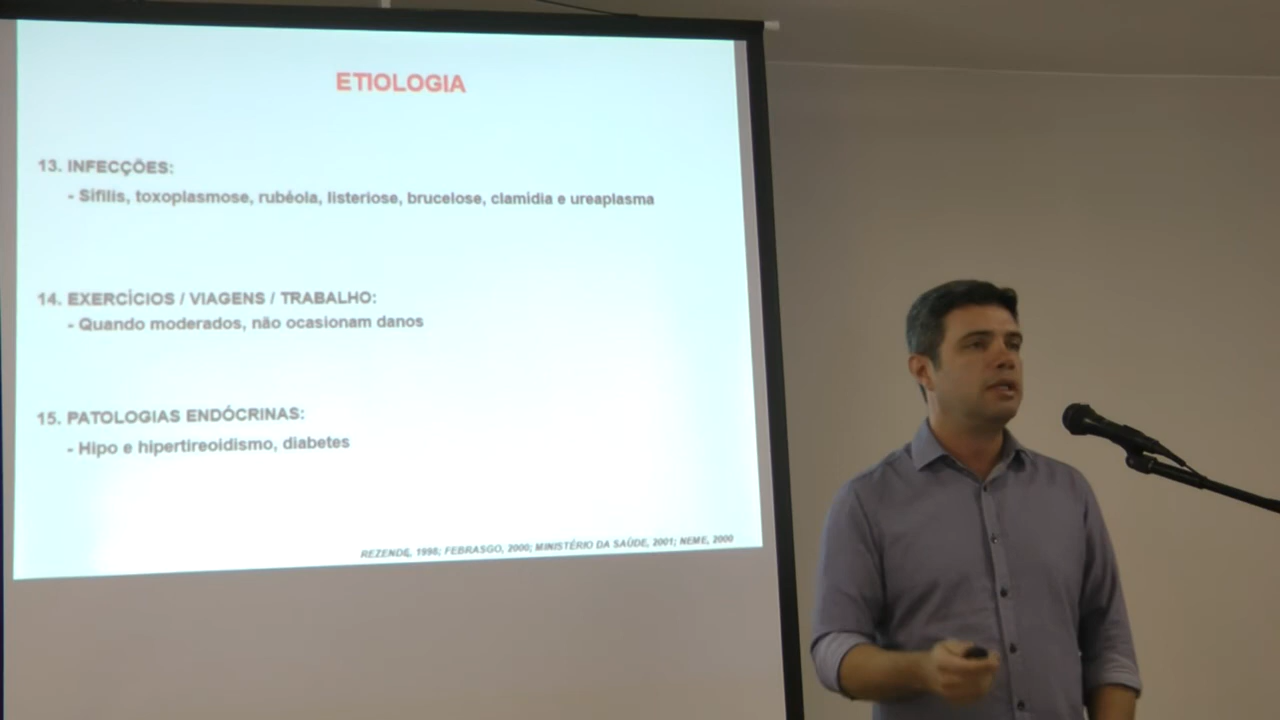 ETIOLOGIA
13. INFECÇÕES:
- Sífilis, toxoplasmose, rubéola, listeriose, brucelose, clamídia e ureaplasma
14. EXERCÍCIOS / VIAGENS / TRABALHO:
- Quando moderados, não ocasionam danos
15. PATOLOGIAS ENDÓCRINAS:
- Hipo e hipertireoidismo, diabetes
REZENDE, 1998; FEBRASGO, 2000; MINISTÉRIO DA SAÚDE, 2001; NEME, 2000